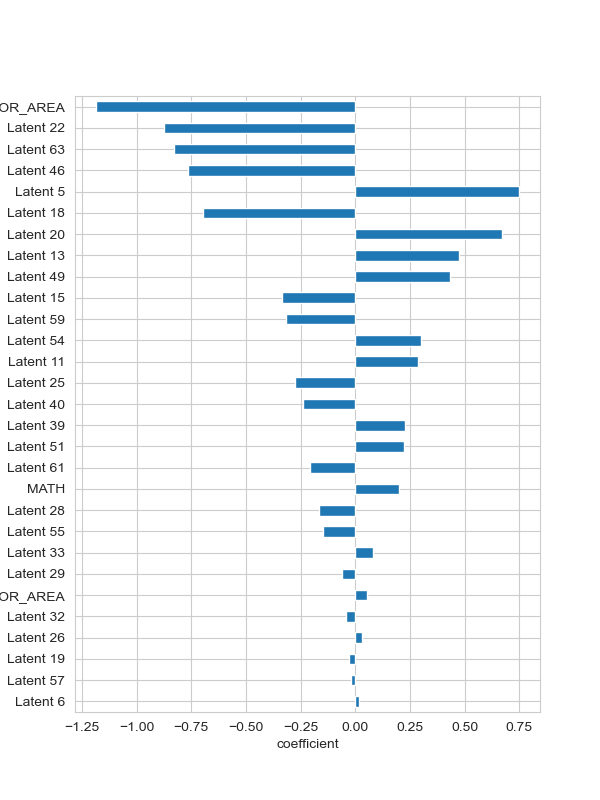 OR_AREA
Latent 22
Latent 63
Latent 46
Latent 5
Latent 18
Latent 20
Latent 13
Latent 49
Latent 15
Latent 59
Latent 54
Latent 11
Latent 25
Latent 40
Latent 39
Latent 51
Latent 61
MATH
Latent 28
Latent 55
Latent 33
Latent 29
OR_AREA
Latent 32
Latent 26
Latent 19
Latent 57
Latent 6
−1.25 −1.00 −0.75 −0.50 −0.25 0.00 0.25 0.50 0.75
coefficient